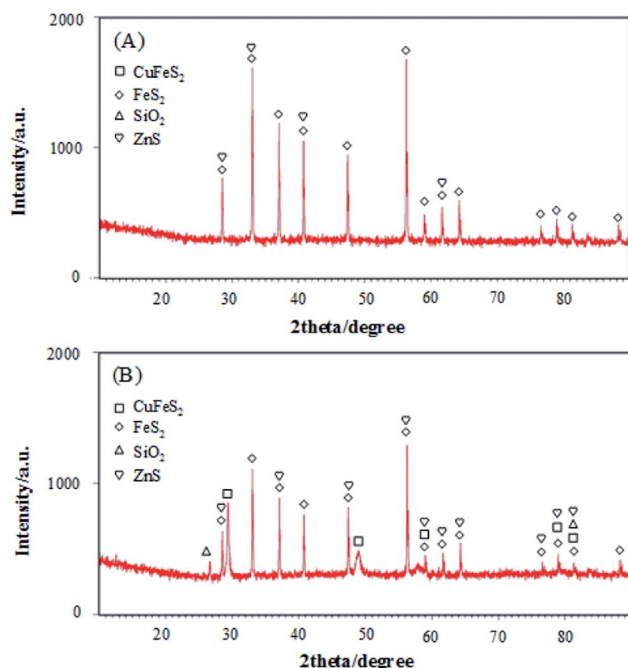 2000
(A)
□ CuFeS₂
◇ FeS₂
△ SiO₂
▽ ZnS
1000
0
Intensity/a.u.
20 30 40 50 60 70 80
2theta/degree
2000
(B)
□ CuFeS₂
◇ FeS₂
△ SiO₂
▽ ZnS
1000
0
Intensity/a.u.
20 30 40 50 60 70 80
2theta/degree